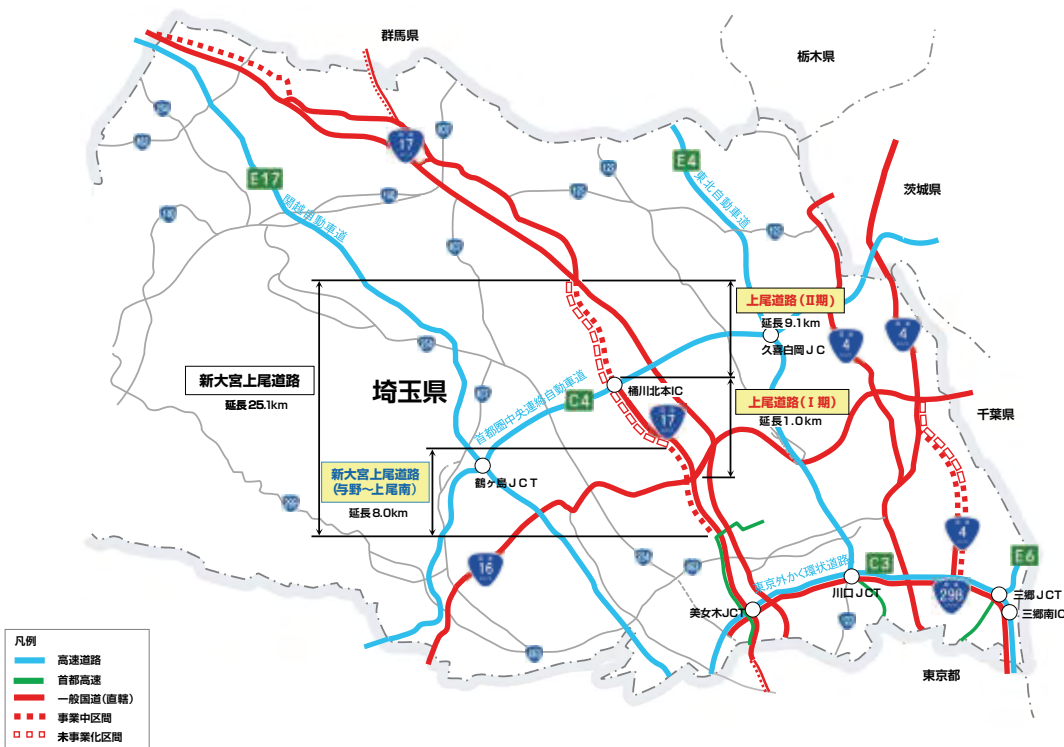 群馬県
栃木県
17
E17
E4
東北自動車道
茨城県
関越自動車道
上尾道路(Ⅱ期)
延長9.1km
久喜白岡JC
4
4
新大宮上尾道路
延長25.1km
埼玉県
桶川北本IC
C4
首都圏中央連絡自動車道
17
上尾道路(Ⅰ期)
延長1.0km
千葉県
新大宮上尾道路
(与野~上尾南)
延長8.0km
鶴ヶ島JCT
16
4
E6
C3
東京外かく環状道路
川口JCT
298
三郷JCT
三郷南IC
美女木JCT
東京都
凡例
高速道路
首都高速
一般国道(直轄)
事業中区間
未事業化区間